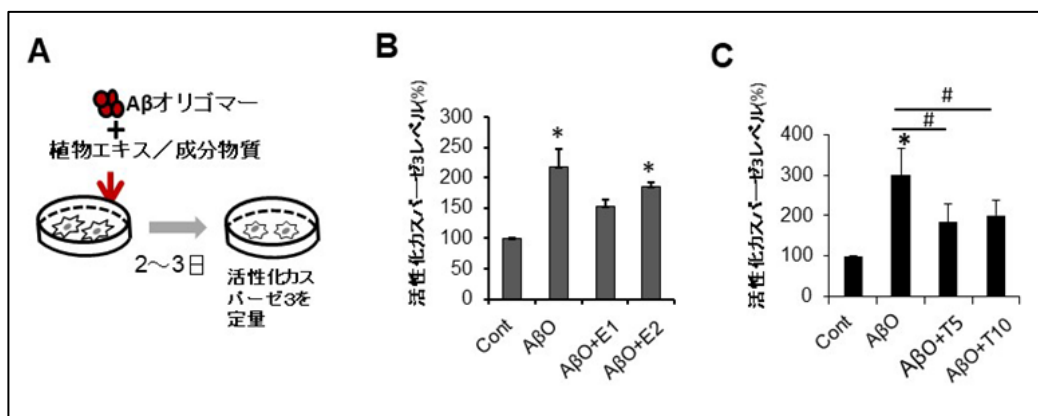 A
Aβオリゴマー
+
植物エキス／成分物質
2～3日
活性化カス
パーゼ3を
定量
B
活性化カスパーゼ3レベル(%)
300
250
200
150
100
50
0
*
*
Cont
AβO
AβO+E1
AβO+E2
C
活性化カスパーゼ3レベル(%)
400
300
200
100
0
#
#
*
Cont
AβO
AβO+T5
AβO+T10